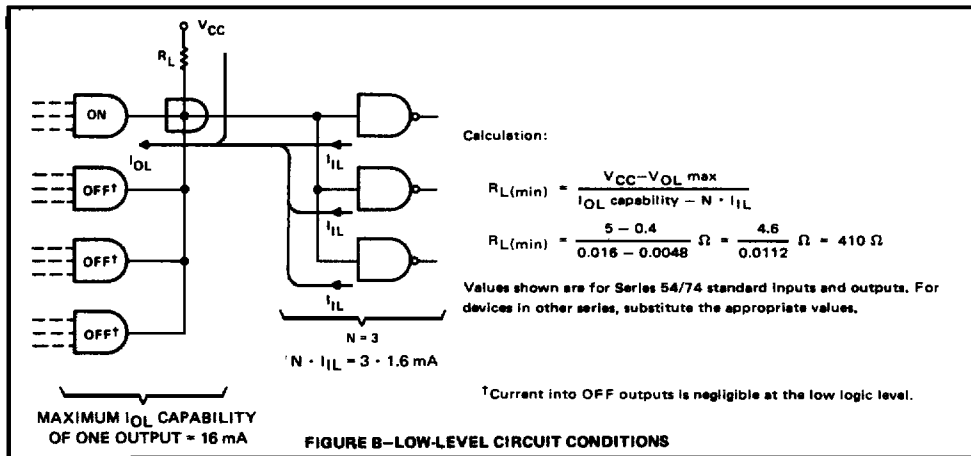 V_CC
R_L
ON
I_OL
OFF†
OFF†
OFF†
I_IL
I_IL
I_IL
N = 3
N · I_IL = 3 · 1.6 mA
MAXIMUM I_OL CAPABILITY
OF ONE OUTPUT = 16 mA
Calculation:
R_L(min) = (V_CC–V_OL max) / (I_OL capability – N · I_IL)
R_L(min) = (5 – 0.4) / (0.016 – 0.0048) Ω = 4.6 / 0.0112 Ω = 410 Ω
Values shown are for Series 54/74 standard inputs and outputs. For
devices in other series, substitute the appropriate values.
†Current into OFF outputs is negligible at the low logic level.
FIGURE B–LOW-LEVEL CIRCUIT CONDITIONS